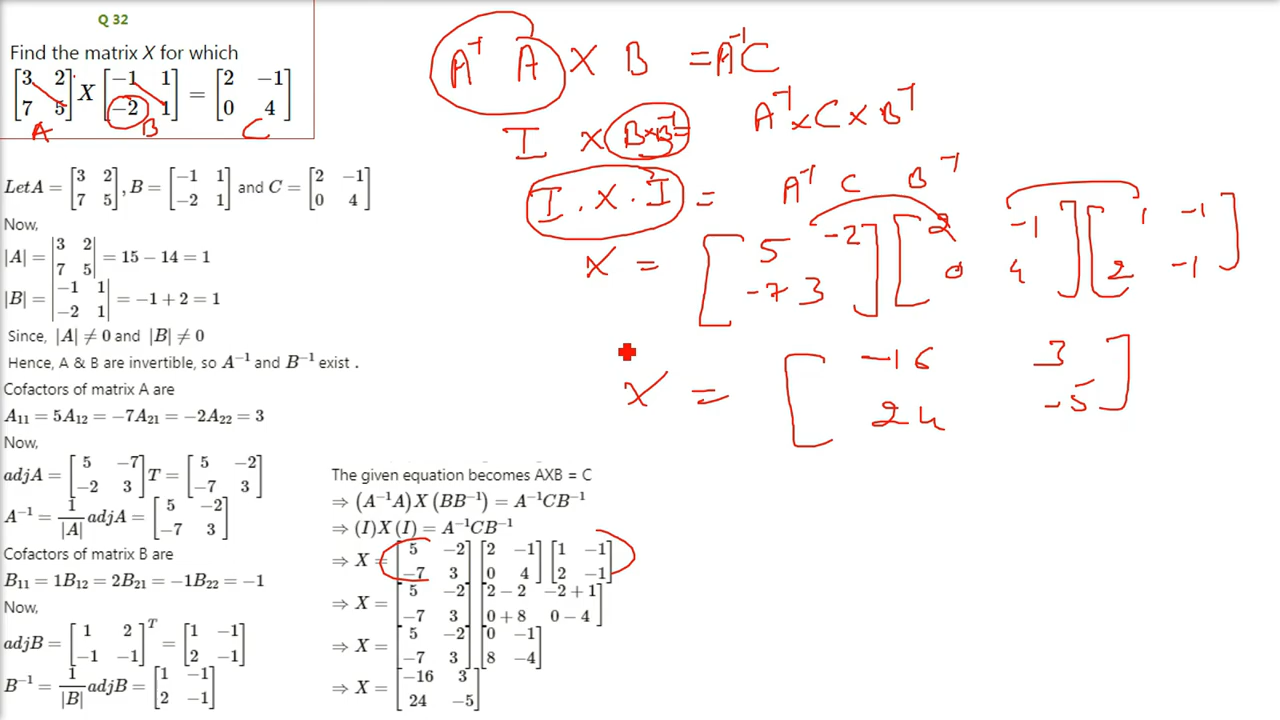 Q 32
Find the matrix X for which
[3 2 7 5] X [−1 1 −2 1] = [2 −1 0 4]
A B C
Let A = [3 2 7 5], B = [−1 1 −2 1] and C = [2 −1 0 4]
Now,
|A| = |3 2 7 5| = 15 − 14 = 1
|B| = |−1 1 −2 1| = −1 + 2 = 1
Since, |A| ≠ 0 and |B| ≠ 0
Hence, A & B are invertible, so A⁻¹ and B⁻¹ exist .
Cofactors of matrix A are
A₁₁ = 5A₁₂ = −7A₂₁ = −2A₂₂ = 3
Now,
adjA = [5 −7 −2 3] T = [5 −2 −7 3]
A⁻¹ = 1/|A| adjA = [5 −2 −7 3]
Cofactors of matrix B are
B₁₁ = 1B₁₂ = 2B₂₁ = −1B₂₂ = −1
Now,
adjB = [1 2 −1 −1]ᵀ = [1 −1 2 −1]
B⁻¹ = 1/|B| adjB = [1 −1 2 −1]
The given equation becomes AXB = C
⇒ (A⁻¹A) X (BB⁻¹) = A⁻¹CB⁻¹
⇒ (I) X (I) = A⁻¹CB⁻¹
⇒ X = [5 −2 −7 3] [2 −1 0 4] [1 −1 2 −1]
⇒ X = [5 −2 −7 3] [2 − 2 −2 + 1 0 + 8 0 − 4]
⇒ X = [5 −2 −7 3] [0 −1 8 −4]
⇒ X = [−16 3 24 −5]
A⁻¹ A X B = A⁻¹C
I X B×B⁻¹ = A⁻¹ × C × B⁻¹
I . X . I = A⁻¹ C B⁻¹
X = [5 −2 −7 3] [2 −1 0 4] [1 −1 2 −1]
X = [−16 3 24 −5]